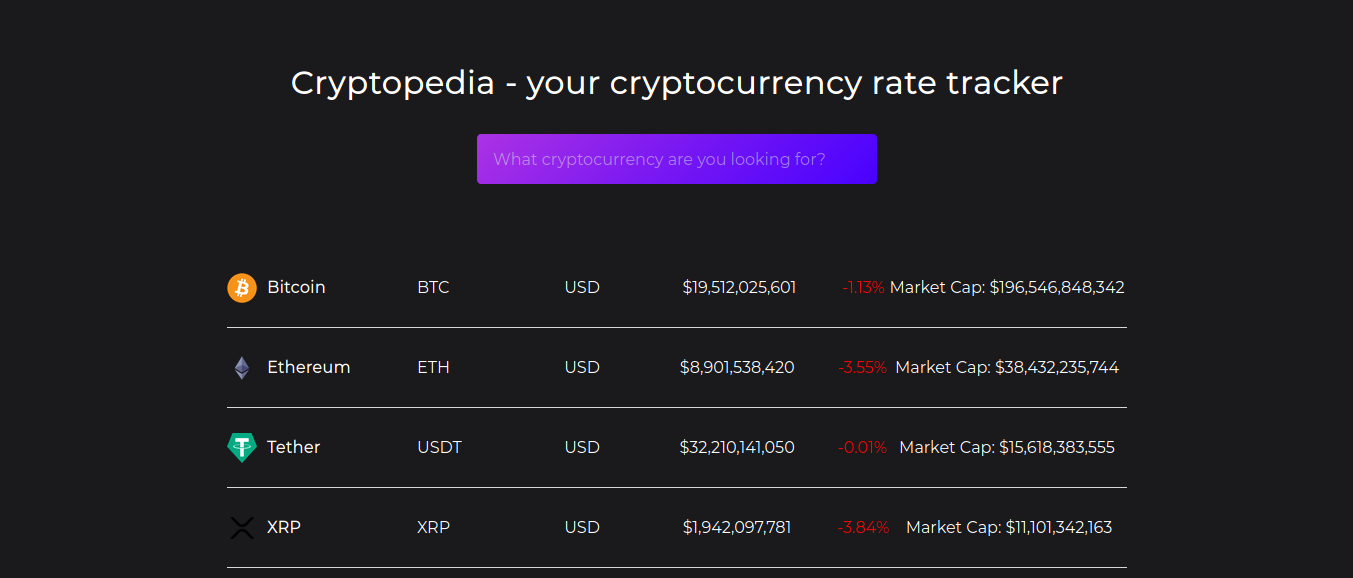 Cryptopedia - your cryptocurrency rate tracker
What cryptocurrency are you looking for?
Bitcoin BTC USD $19,512,025,601 -1.13% Market Cap: $196,546,848,342
Ethereum ETH USD $8,901,538,420 -3.55% Market Cap: $38,432,235,744
Tether USDT USD $32,210,141,050 -0.01% Market Cap: $15,618,383,555
XRP XRP USD $1,942,097,781 -3.84% Market Cap: $11,101,342,163